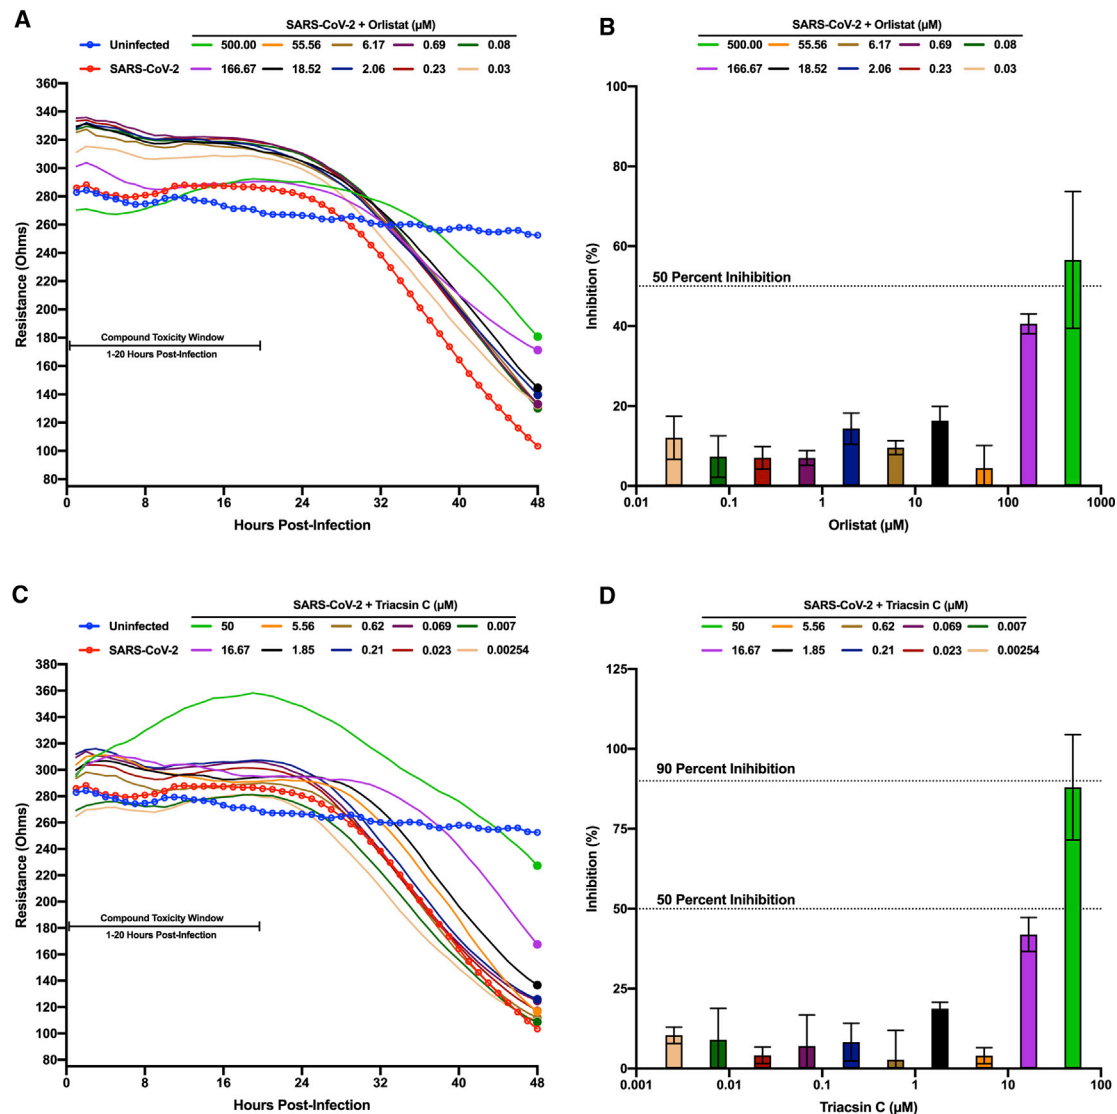 A
SARS-CoV-2 + Orlistat (µM)
Uninfected 500.00 55.56 6.17 0.69 0.08
SARS-CoV-2 166.67 18.52 2.06 0.23 0.03
360
340
320
300
280
260
240
220
200
180
160
140
120
100
80
Resistance (Ohms)
Compound Toxicity Window
1-20 Hours Post-Infection
0 8 16 24 32 40 48
Hours Post-Infection
B
SARS-CoV-2 + Orlistat (µM)
500.00 55.56 6.17 0.69 0.08
166.67 18.52 2.06 0.23 0.03
100
80
60
40
20
0
Inhibition (%)
50 Percent Inihibition
0.01 0.1 1 10 100 1000
Orlistat (µM)
C
SARS-CoV-2 + Triacsin C (µM)
Uninfected 50 5.56 0.62 0.069 0.007
SARS-CoV-2 16.67 1.85 0.21 0.023 0.00254
380
360
340
320
300
280
260
240
220
200
180
160
140
120
100
80
Resistance (Ohms)
Compound Toxicity Window
1-20 Hours Post-Infection
0 8 16 24 32 40 48
Hours Post-Infection
D
SARS-CoV-2 + Triacsin C (µM)
50 5.56 0.62 0.069 0.007
16.67 1.85 0.21 0.023 0.00254
125
100
75
50
25
0
Inhibition (%)
90 Percent Inihibition
50 Percent Inihibition
0.001 0.01 0.1 1 10 100
Triacsin C (µM)